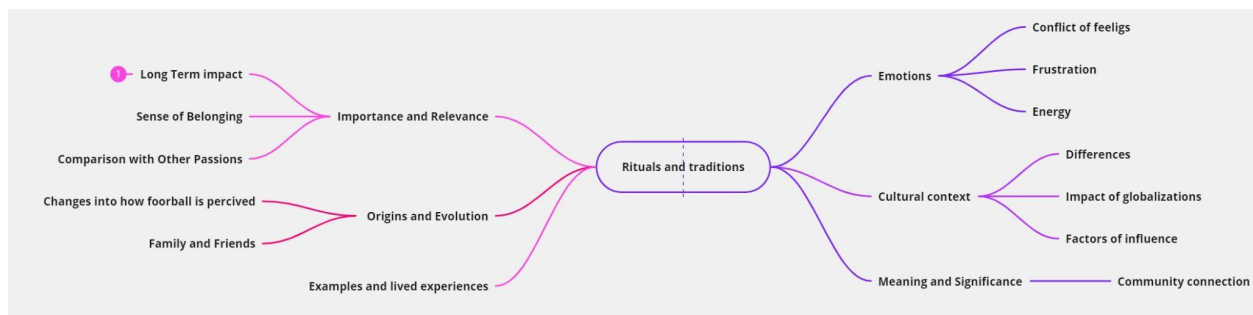 1
Long Term impact
Sense of Belonging
Comparison with Other Passions
Importance and Relevance
Changes into how foorball is percived
Family and Friends
Origins and Evolution
Examples and lived experiences
Rituals and traditions
Emotions
Conflict of feeligs
Frustration
Energy
Cultural context
Differences
Impact of globalizations
Factors of influence
Meaning and Significance
Community connection